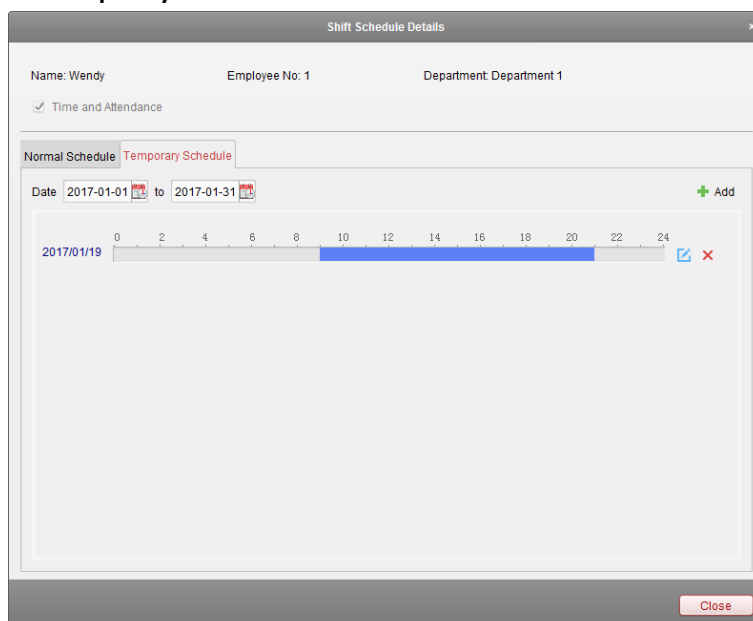 Shift Schedule Details
Name: Wendy Employee No: 1 Department: Department 1
Time and Attendance
Normal Schedule Temporary Schedule
Date 2017-01-01 to 2017-01-31 Add
0 2 4 6 8 10 12 14 16 18 20 22 24
2017/01/19
Close